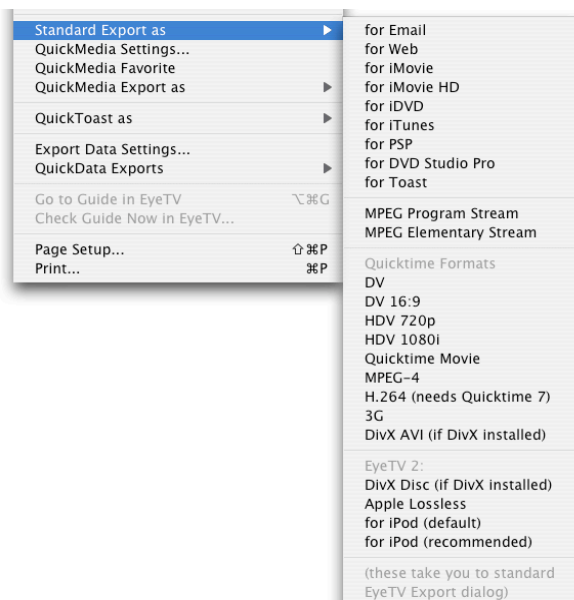 Standard Export as
QuickMedia Settings...
QuickMedia Favorite
QuickMedia Export as
QuickToast as
Export Data Settings...
QuickData Exports
Go to Guide in EyeTV ⌥⌘G
Check Guide Now in EyeTV...
Page Setup... ⇧⌘P
Print... ⌘P
for Email
for Web
for iMovie
for iMovie HD
for iDVD
for iTunes
for PSP
for DVD Studio Pro
for Toast
MPEG Program Stream
MPEG Elementary Stream
Quicktime Formats
DV
DV 16:9
HDV 720p
HDV 1080i
Quicktime Movie
MPEG-4
H.264 (needs Quicktime 7)
3G
DivX AVI (if DivX installed)
EyeTV 2:
DivX Disc (if DivX installed)
Apple Lossless
for iPod (default)
for iPod (recommended)
(these take you to standard
EyeTV Export dialog)